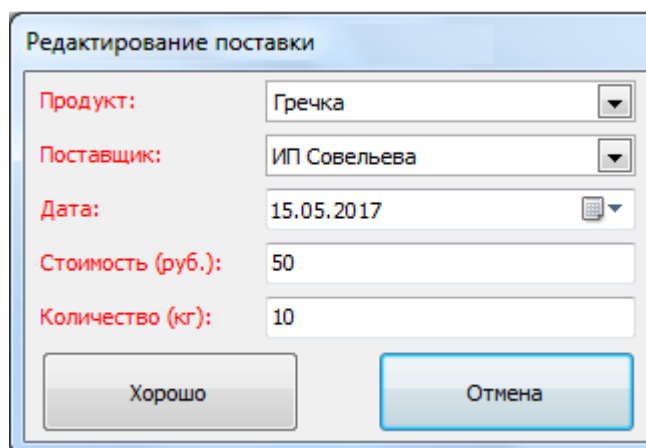 Редактирование поставки
Продукт: Гречка
Поставщик: ИП Совельева
Дата: 15.05.2017
Стоимость (руб.): 50
Количество (кг): 10
Хорошо Отмена